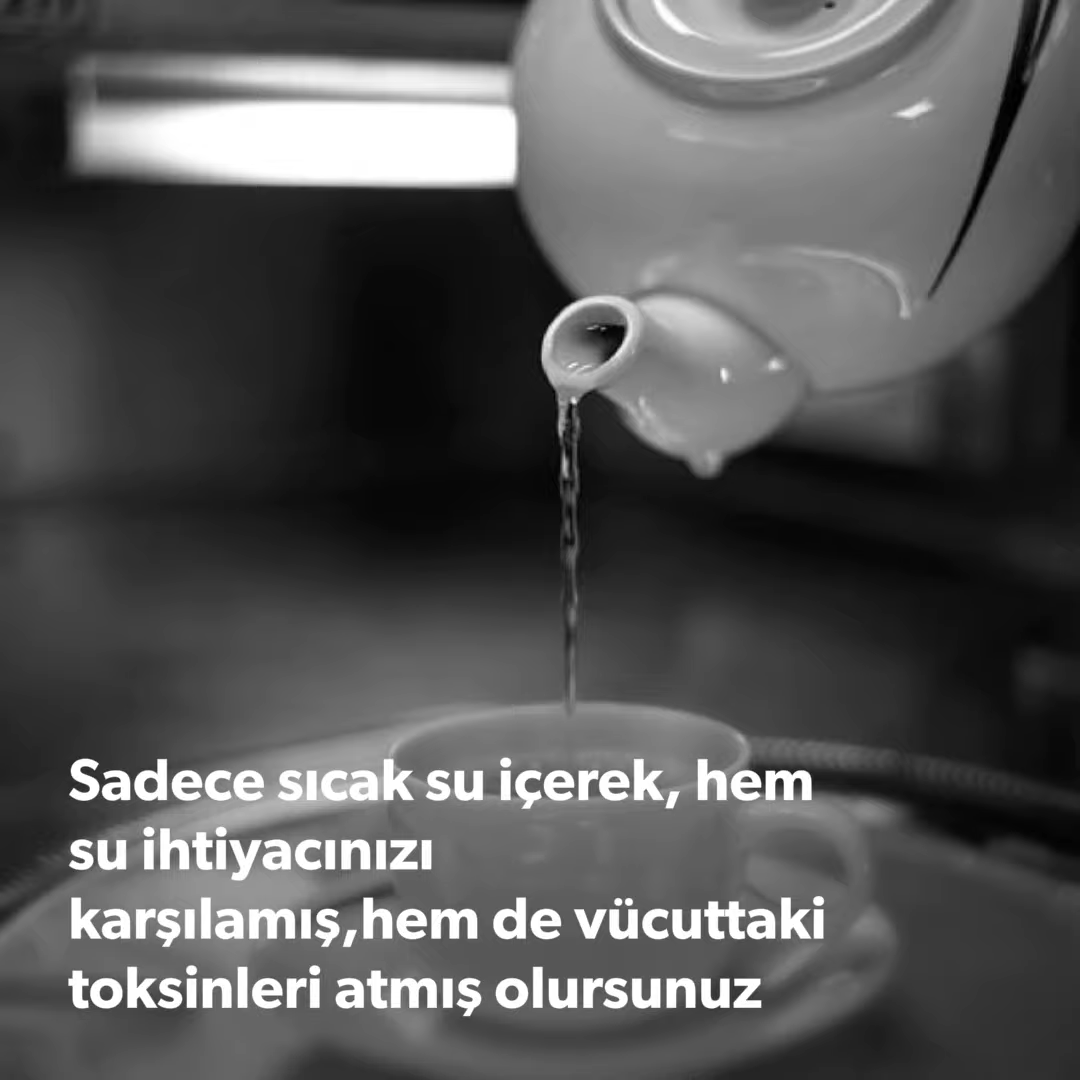 Sadece sıcak su içerek, hem
su ihtiyacınızı
karşılamış,hem de vücuttaki
toksinleri atmış olursunuz